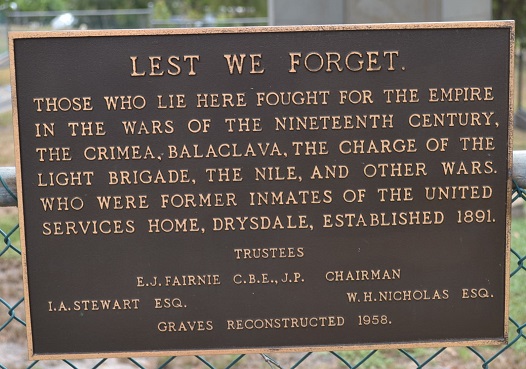 LEST WE FORGET.
THOSE WHO LIE HERE FOUGHT FOR THE EMPIRE
IN THE WARS OF THE NINETEENTH CENTURY,
THE CRIMEA, BALACLAVA, THE CHARGE OF THE
LIGHT BRIGADE, THE NILE, AND OTHER WARS.
WHO WERE FORMER INMATES OF THE UNITED
SERVICES HOME, DRYSDALE, ESTABLISHED 1891.
TRUSTEES
E.J. FAIRNIE C.B.E., J.P. CHAIRMAN
I.A. STEWART ESQ. W.H. NICHOLAS ESQ.
GRAVES RECONSTRUCTED 1958.